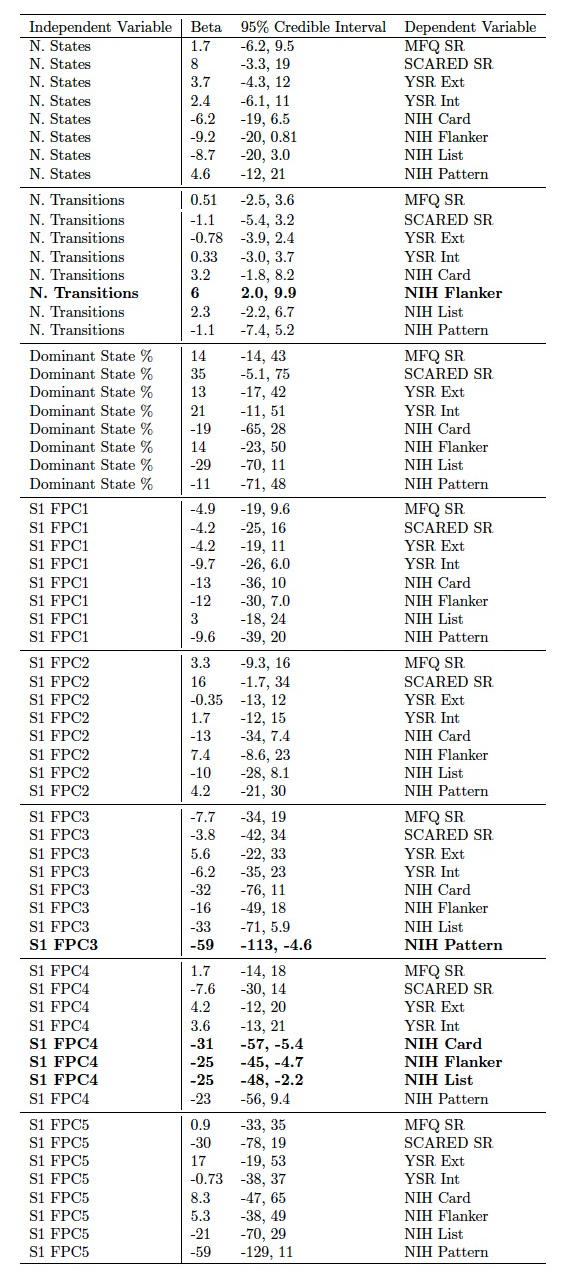 Independent Variable Beta 95% Credible Interval Dependent Variable
N. States 1.7 -6.2, 9.5 MFQ SR
N. States 8 -3.3, 19 SCARED SR
N. States 3.7 -4.3, 12 YSR Ext
N. States 2.4 -6.1, 11 YSR Int
N. States -6.2 -19, 6.5 NIH Card
N. States -9.2 -20, 0.81 NIH Flanker
N. States -8.7 -20, 3.0 NIH List
N. States 4.6 -12, 21 NIH Pattern
N. Transitions 0.51 -2.5, 3.6 MFQ SR
N. Transitions -1.1 -5.4, 3.2 SCARED SR
N. Transitions -0.78 -3.9, 2.4 YSR Ext
N. Transitions 0.33 -3.0, 3.7 YSR Int
N. Transitions 3.2 -1.8, 8.2 NIH Card
N. Transitions 6 2.0, 9.9 NIH Flanker
N. Transitions 2.3 -2.2, 6.7 NIH List
N. Transitions -1.1 -7.4, 5.2 NIH Pattern
Dominant State % 14 -14, 43 MFQ SR
Dominant State % 35 -5.1, 75 SCARED SR
Dominant State % 13 -17, 42 YSR Ext
Dominant State % 21 -11, 51 YSR Int
Dominant State % -19 -65, 28 NIH Card
Dominant State % 14 -23, 50 NIH Flanker
Dominant State % -29 -70, 11 NIH List
Dominant State % -11 -71, 48 NIH Pattern
S1 FPC1 -4.9 -19, 9.6 MFQ SR
S1 FPC1 -4.2 -25, 16 SCARED SR
S1 FPC1 -4.2 -19, 11 YSR Ext
S1 FPC1 -9.7 -26, 6.0 YSR Int
S1 FPC1 -13 -36, 10 NIH Card
S1 FPC1 -12 -30, 7.0 NIH Flanker
S1 FPC1 3 -18, 24 NIH List
S1 FPC1 -9.6 -39, 20 NIH Pattern
S1 FPC2 3.3 -9.3, 16 MFQ SR
S1 FPC2 16 -1.7, 34 SCARED SR
S1 FPC2 -0.35 -13, 12 YSR Ext
S1 FPC2 1.7 -12, 15 YSR Int
S1 FPC2 -13 -34, 7.4 NIH Card
S1 FPC2 7.4 -8.6, 23 NIH Flanker
S1 FPC2 -10 -28, 8.1 NIH List
S1 FPC2 4.2 -21, 30 NIH Pattern
S1 FPC3 -7.7 -34, 19 MFQ SR
S1 FPC3 -3.8 -42, 34 SCARED SR
S1 FPC3 5.6 -22, 33 YSR Ext
S1 FPC3 -6.2 -35, 23 YSR Int
S1 FPC3 -32 -76, 11 NIH Card
S1 FPC3 -16 -49, 18 NIH Flanker
S1 FPC3 -33 -71, 5.9 NIH List
S1 FPC3 -59 -113, -4.6 NIH Pattern
S1 FPC4 1.7 -14, 18 MFQ SR
S1 FPC4 -7.6 -30, 14 SCARED SR
S1 FPC4 4.2 -12, 20 YSR Ext
S1 FPC4 3.6 -13, 21 YSR Int
S1 FPC4 -31 -57, -5.4 NIH Card
S1 FPC4 -25 -45, -4.7 NIH Flanker
S1 FPC4 -25 -48, -2.2 NIH List
S1 FPC4 -23 -56, 9.4 NIH Pattern
S1 FPC5 0.9 -33, 35 MFQ SR
S1 FPC5 -30 -78, 19 SCARED SR
S1 FPC5 17 -19, 53 YSR Ext
S1 FPC5 -0.73 -38, 37 YSR Int
S1 FPC5 8.3 -47, 65 NIH Card
S1 FPC5 5.3 -38, 49 NIH Flanker
S1 FPC5 -21 -70, 29 NIH List
S1 FPC5 -59 -129, 11 NIH Pattern